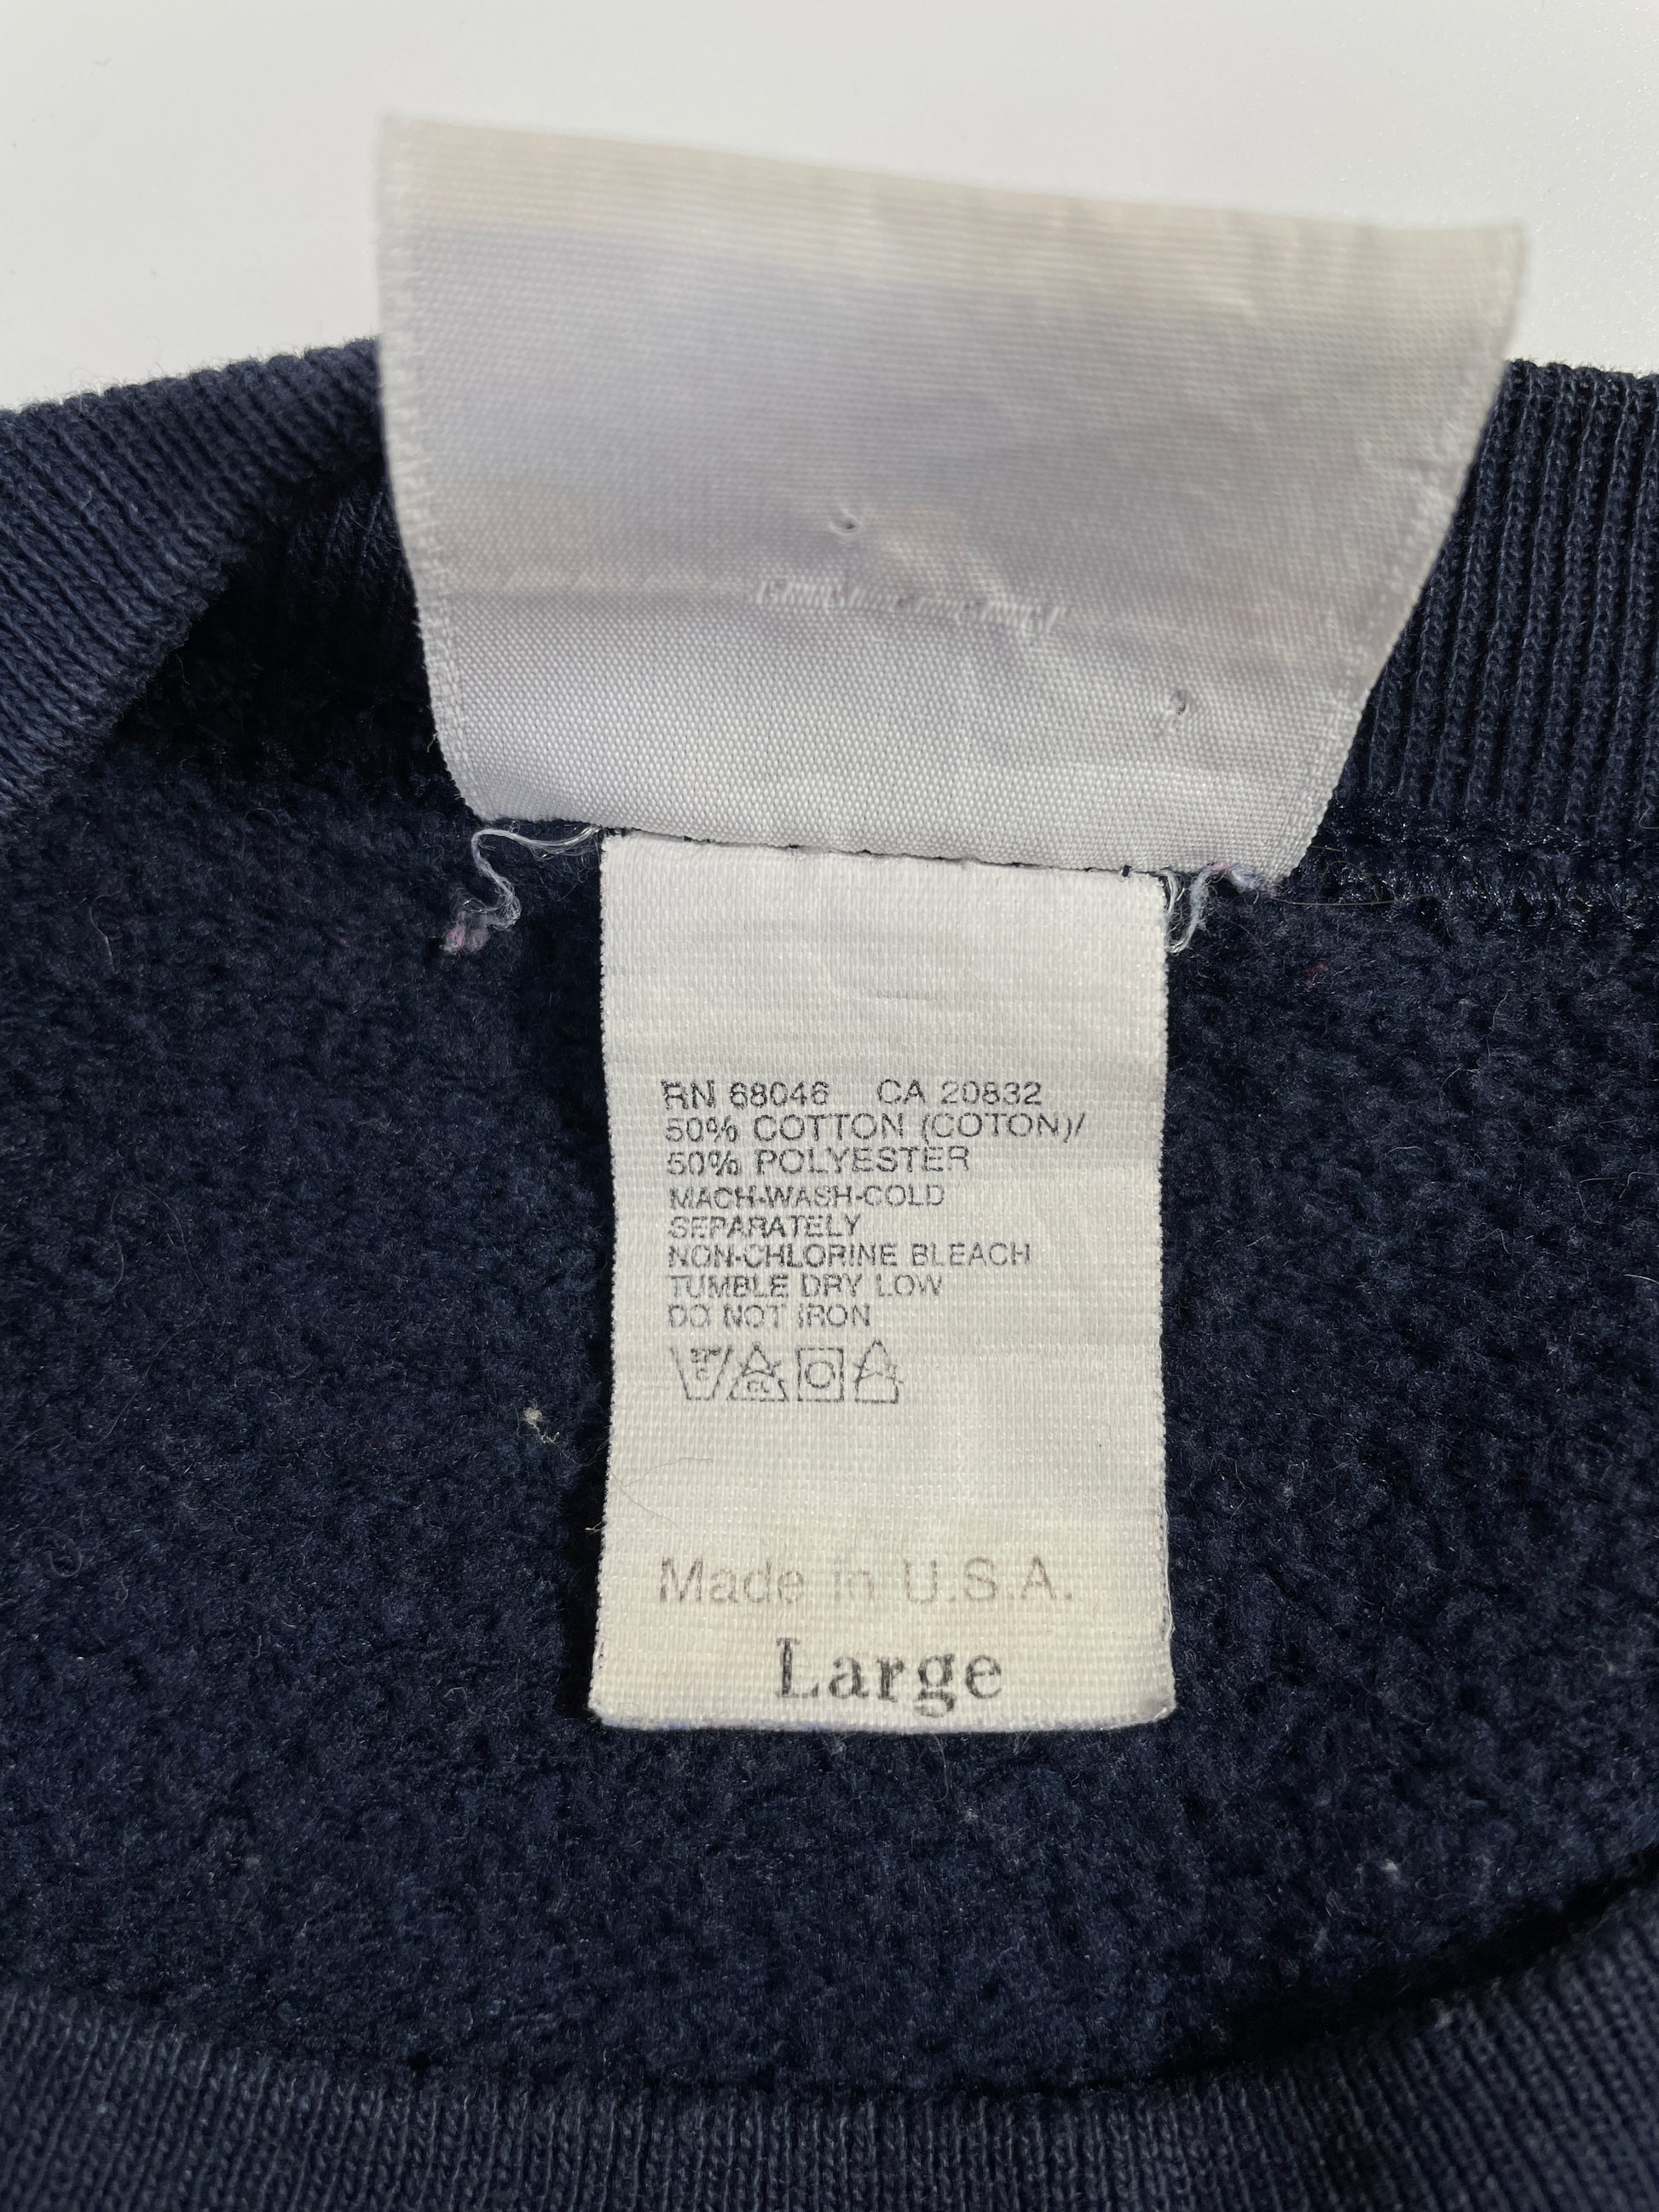 RN 68046 CA 20832
50% COTTON (COTON)/
50% POLYESTER
MACH-WASH-COLD
SEPARATELY
NON-CHLORINE BLEACH
TUMBLE DRY LOW
DO NOT IRON
CL
Made in U.S.A.
Large